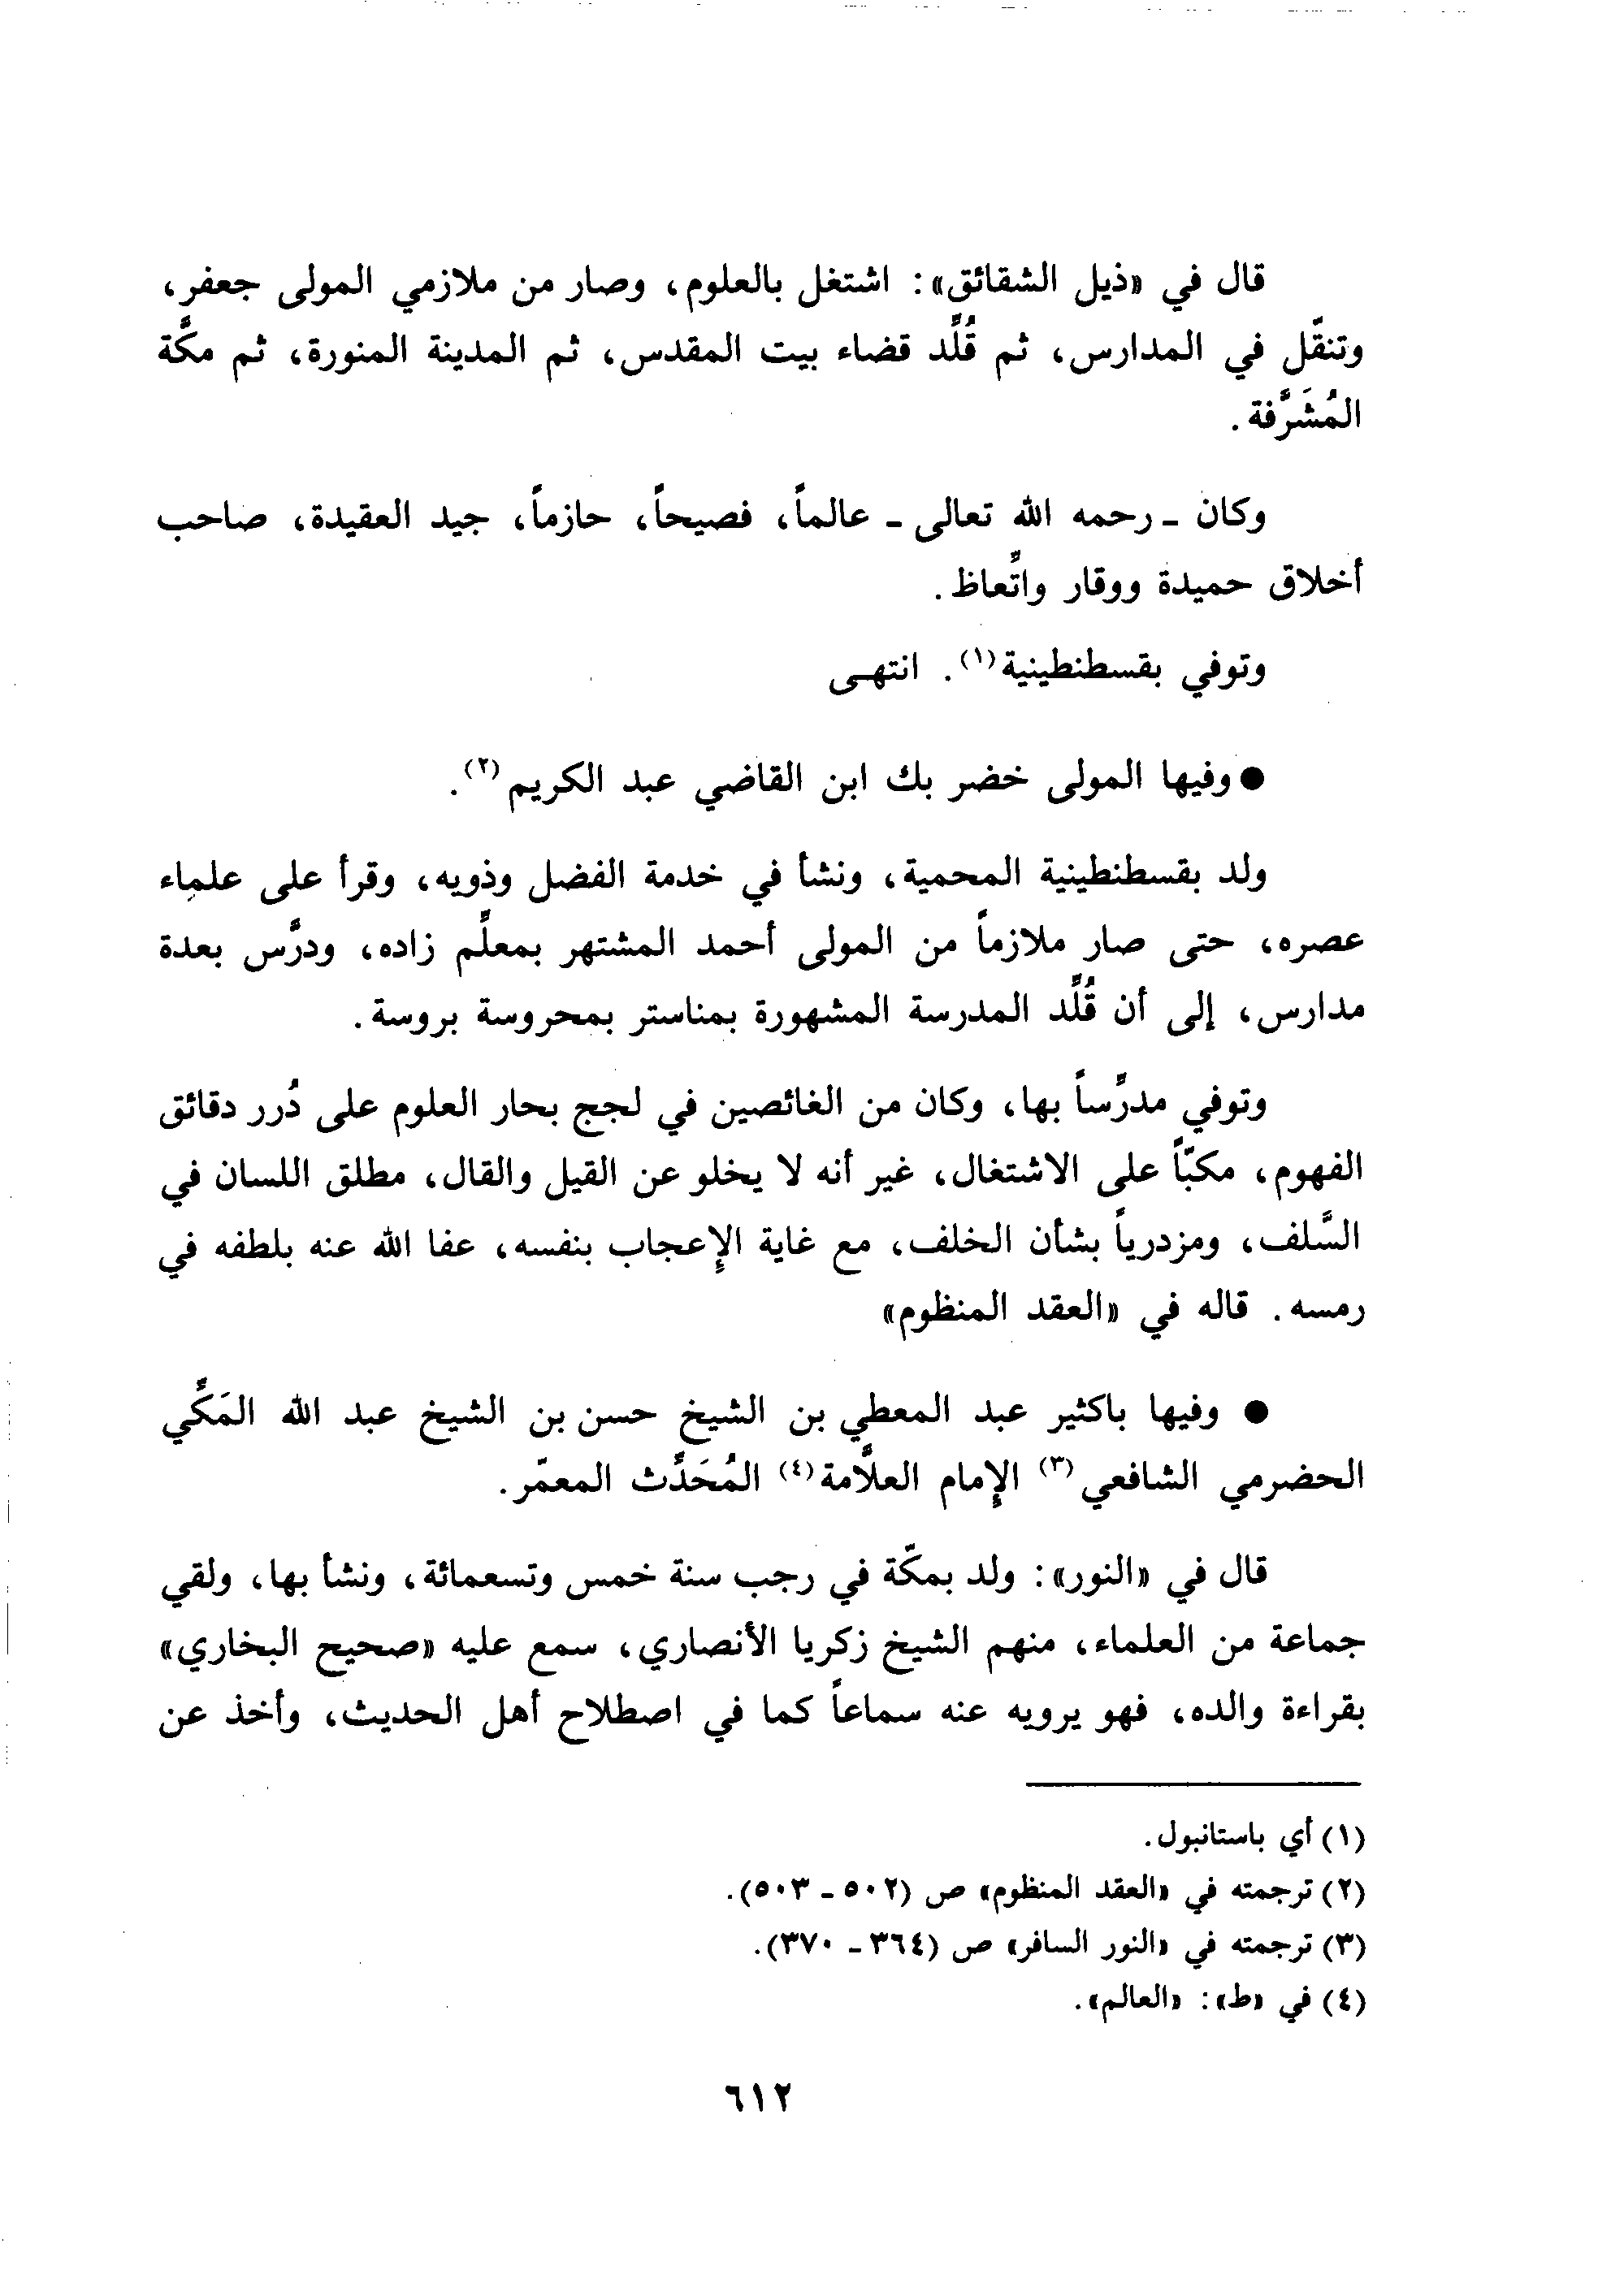 قال في «ذيل الشقائق»: اشتغل بالعلوم، وصار من ملازمي المولى جعفر،
وتنقّل في المدارس، ثم قُلِّد قضاء بيت المقدس، ثم المدينة المنورة، ثم مكَّة
المُشَرَّفة.
وكان ـ رحمه الله تعالى ـ عالماً، فصيحاً، حازماً، جيد العقيدة، صاحب
أخلاق حميدة ووقار واتِّعاظ.
وتوفي بقسطنطينية(١). انتهـى
● وفيها المولى خضر بك ابن القاضي عبد الكريم(٢).
ولد بقسطنطينية المحمية، ونشأ في خدمة الفضل وذويه، وقرأ على علماء
عصره، حتى صار ملازماً من المولى أحمد المشتهر بمعلِّم زاده، ودرَّس بعدة
مدارس، إلى أن قُلِّد المدرسة المشهورة بمناستر بمحروسة بروسة.
وتوفي مدرِّساً بها، وكان من الغائصين في لجج بحار العلوم على دُرر دقائق
الفهوم، مكبّاً على الاشتغال، غير أنه لا يخلو عن القيل والقال، مطلق اللسان في
السَّلف، ومزدرياً بشأن الخلف، مع غاية الإعجاب بنفسه، عفا الله عنه بلطفه في
رمسه. قاله في «العقد المنظوم»
● وفيها باكثير عبد المعطي بن الشيخ حسن بن الشيخ عبد الله المَكِّي
الحضرمي الشافعي(٣) الإمام العلَّامة(٤) المُحَدِّث المعمّر.
قال في «النور»: ولد بمكّة في رجب سنة خمس وتسعمائة، ونشأ بها، ولقي
جماعة من العلماء، منهم الشيخ زكريا الأنصاري، سمع عليه «صحيح البخاري»
بقراءة والده، فهو يرويه عنه سماعاً كما في اصطلاح أهل الحديث، وأخذ عن
(١) أي باستانبول.
(٢) ترجمته في «العقد المنظوم» ص (٥٠٢ ـ ٥٠٣).
(٣) ترجمته في «النور السافر» ص (٣٦٤ ـ ٣٧٠).
(٤) في «ط»: «العالم».
٦١٢